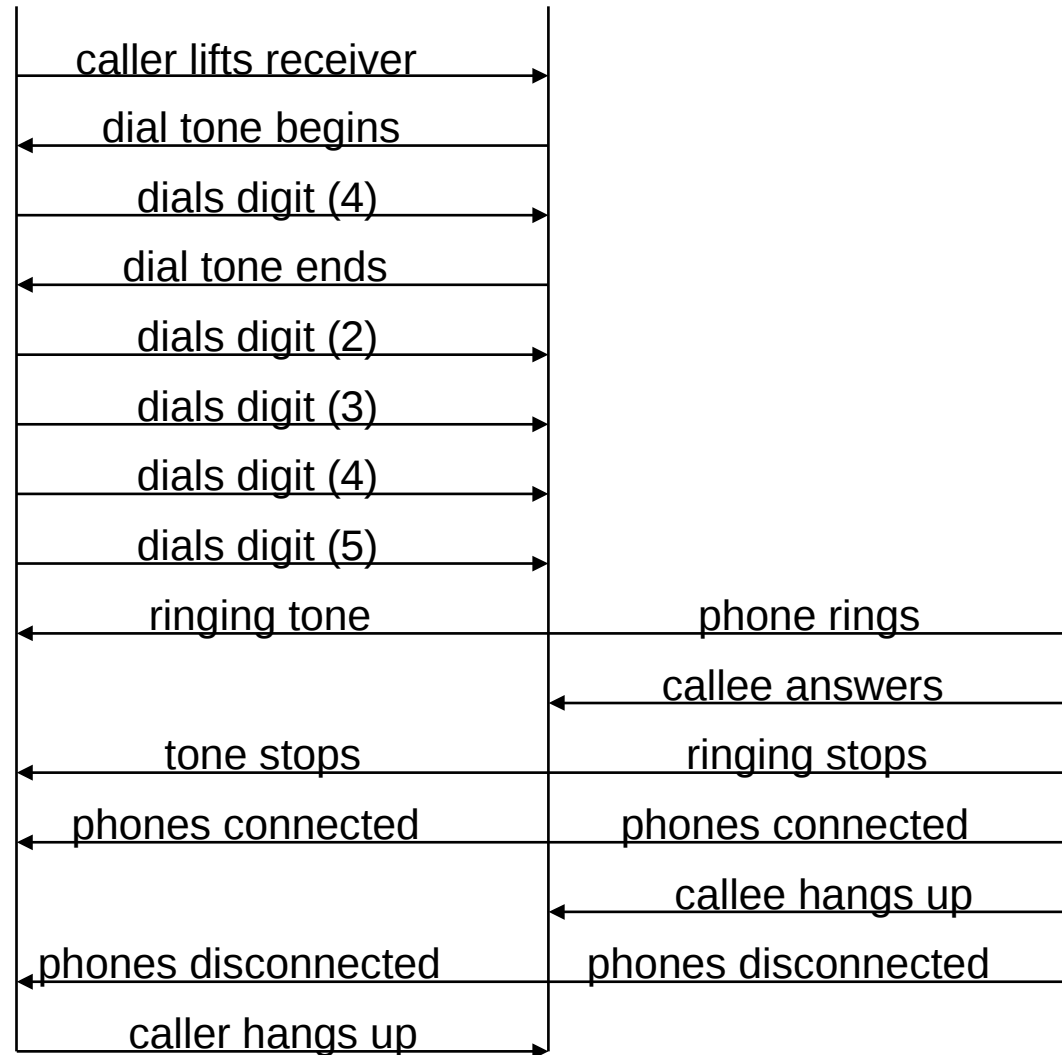 caller lifts receiver
dial tone begins
dials digit (4)
dial tone ends
dials digit (2)
dials digit (3)
dials digit (4)
dials digit (5)
ringing tone phone rings
callee answers
tone stops ringing stops
phones connected phones connected
callee hangs up
phones disconnected phones disconnected
caller hangs up